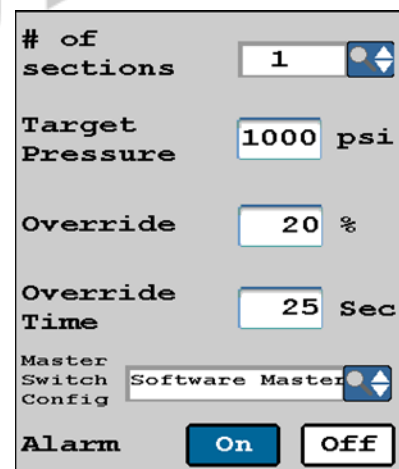 # of
sections 1
Target
Pressure 1000 psi
Override 20 %
Override
Time 25 Sec
Master
Switch Software Master
Config
Alarm On Off